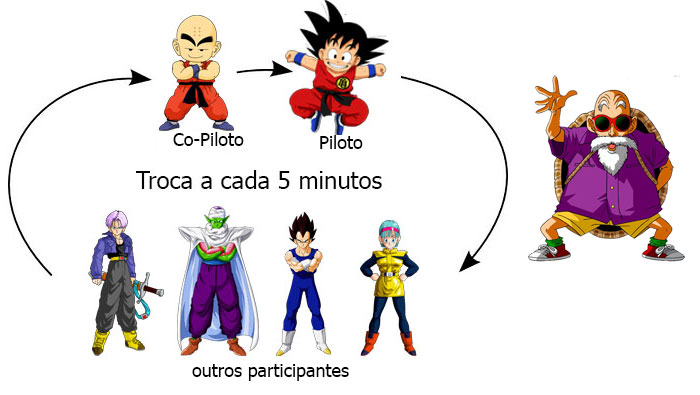 Co-Piloto
Piloto
Troca a cada 5 minutos
outros participantes